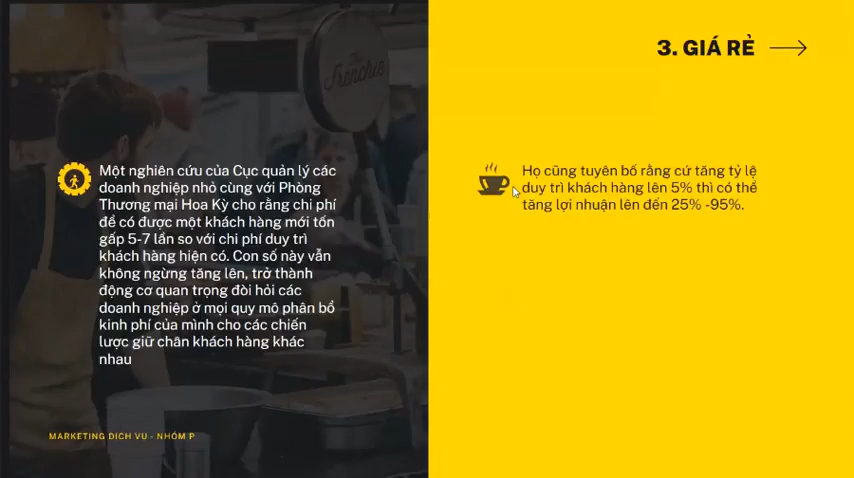 3. GIÁ RẺ
The
Frenchie
Một nghiên cứu của Cục quản lý các
doanh nghiệp nhỏ cùng với Phòng
Thương mại Hoa Kỳ cho rằng chi phí
để có được một khách hàng mới tốn
gấp 5-7 lần so với chi phí duy trì
khách hàng hiện có. Con số này vẫn
không ngừng tăng lên, trở thành
động cơ quan trọng đòi hỏi các
doanh nghiệp ở mọi quy mô phân bổ
kinh phí của mình cho các chiến
lược giữ chân khách hàng khác
nhau
Họ cũng tuyên bố rằng cứ tăng tỷ lệ
duy trì khách hàng lên 5% thì có thể
tăng lợi nhuận lên đến 25% -95%.
MARKETING DỊCH VỤ - NHÓM P